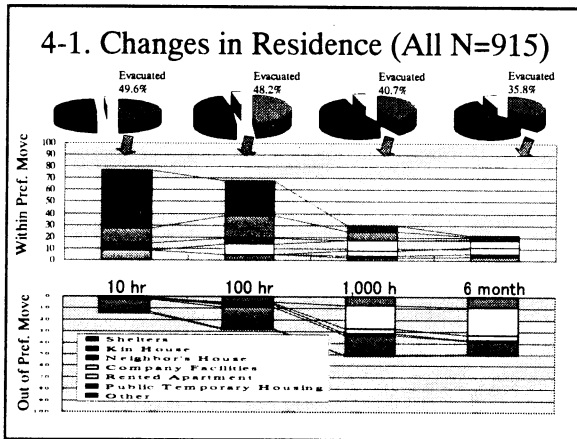 4-1. Changes in Residence (All N=915)
Evacuated 49.6%
Evacuated 48.2%
Evacuated 40.7%
Evacuated 35.8%
Within Pref. Move
100
90
80
70
60
50
40
30
20
10
0
10 hr
100 hr
1,000 h
6 month
Out of Pref. Move
Shelters
Kin House
Neighbor's House
Company Facilities
Rented Apartment
Public Temporary Housing
Other